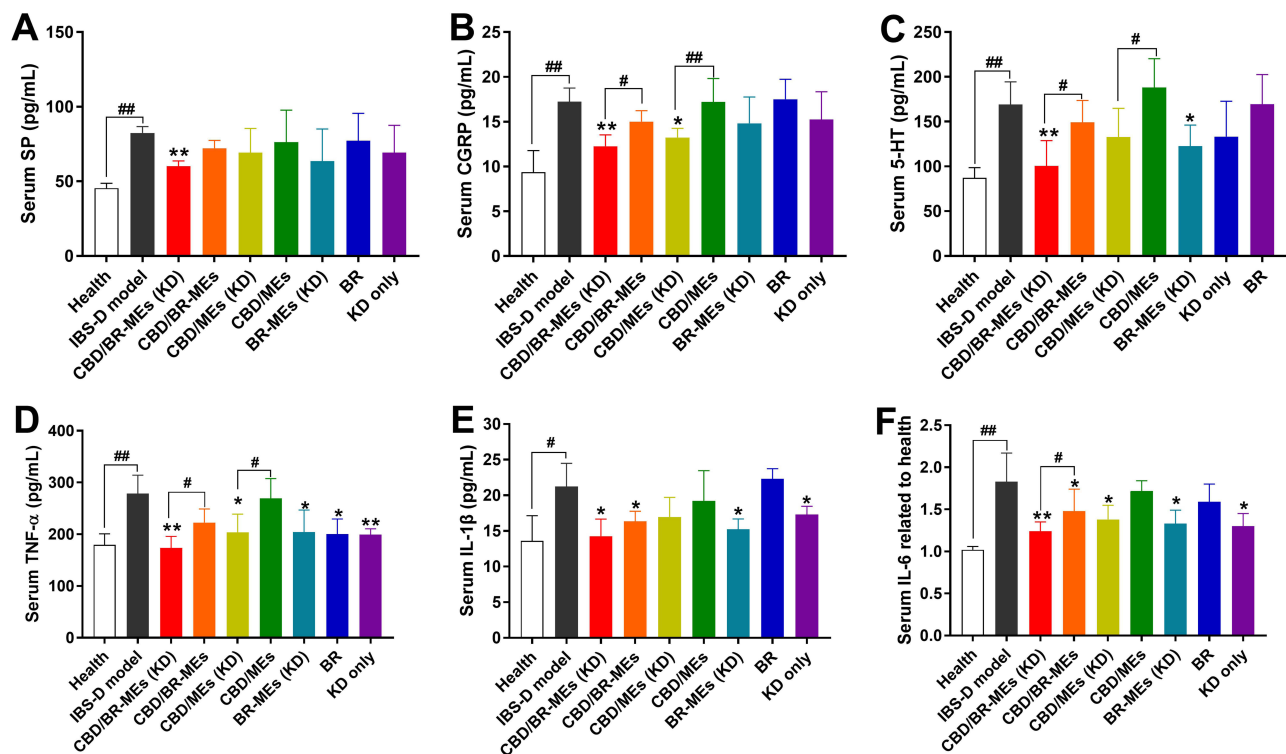 A
Serum SP (pg/mL)
150
100
50
0
##
**
Health
IBS-D model
CBD/BR-MEs (KD)
CBD/BR-MEs
CBD/MEs (KD)
CBD/MEs
BR-MEs (KD)
BR
KD only
B
Serum CGRP (pg/mL)
25
20
15
10
5
0
##
**
#
*
##
Health
IBS-D model
CBD/BR-MEs (KD)
CBD/BR-MEs
CBD/MEs (KD)
CBD/MEs
BR-MEs (KD)
BR
KD only
C
Serum 5-HT (pg/mL)
250
200
150
100
50
0
##
**
#
#
*
Health
IBS-D model
CBD/BR-MEs (KD)
CBD/BR-MEs
CBD/MEs (KD)
CBD/MEs
BR-MEs (KD)
KD only
BR
D
Serum TNF-α (pg/mL)
400
300
200
100
0
##
**
#
*
#
*
*
**
Health
IBS-D model
CBD/BR-MEs (KD)
CBD/BR-MEs
CBD/MEs (KD)
CBD/MEs
BR-MEs (KD)
BR
KD only
E
Serum IL-1β (pg/mL)
30
25
20
15
10
5
0
#
*
*
*
*
Health
IBS-D model
CBD/BR-MEs (KD)
CBD/BR-MEs
CBD/MEs (KD)
CBD/MEs
BR-MEs (KD)
BR
KD only
F
Serum IL-6 related to health
2.5
2.0
1.5
1.0
0.5
0.0
##
**
#
*
*
*
*
Health
IBS-D model
CBD/BR-MEs (KD)
CBD/BR-MEs
CBD/MEs (KD)
CBD/MEs
BR-MEs (KD)
BR
KD only